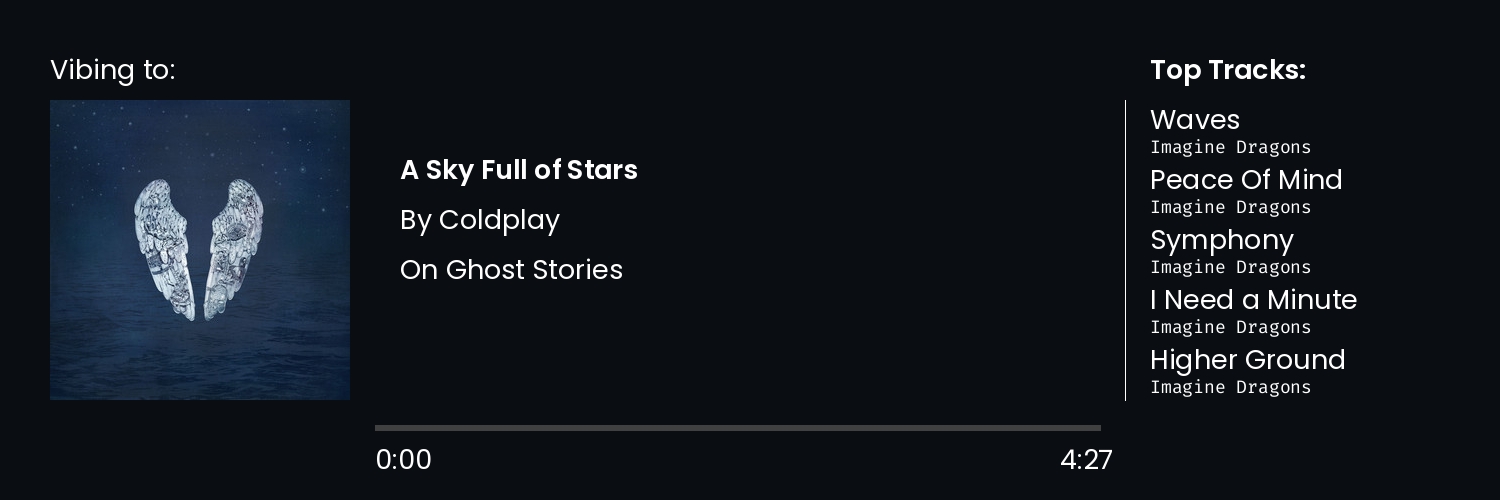 Vibing to:
A Sky Full of Stars
By Coldplay
On Ghost Stories
0:00
4:27
Top Tracks:
Waves
Imagine Dragons
Peace Of Mind
Imagine Dragons
Symphony
Imagine Dragons
I Need a Minute
Imagine Dragons
Higher Ground
Imagine Dragons